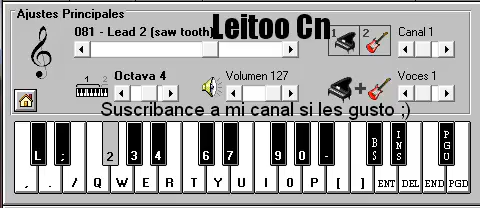 Ajustes Principales
081 - Lead 2 (saw tooth)
Leitoo Cn
1 2
Canal 1
1 2
Octava 4
Volumen 127
Voces 1
Suscribance a mi canal si les gusto ;)
L ; 2 3 4 6 7 9 0 - BS INS PGU
, . / Q W E R T Y U I O P [ ] ENT DEL END PGD